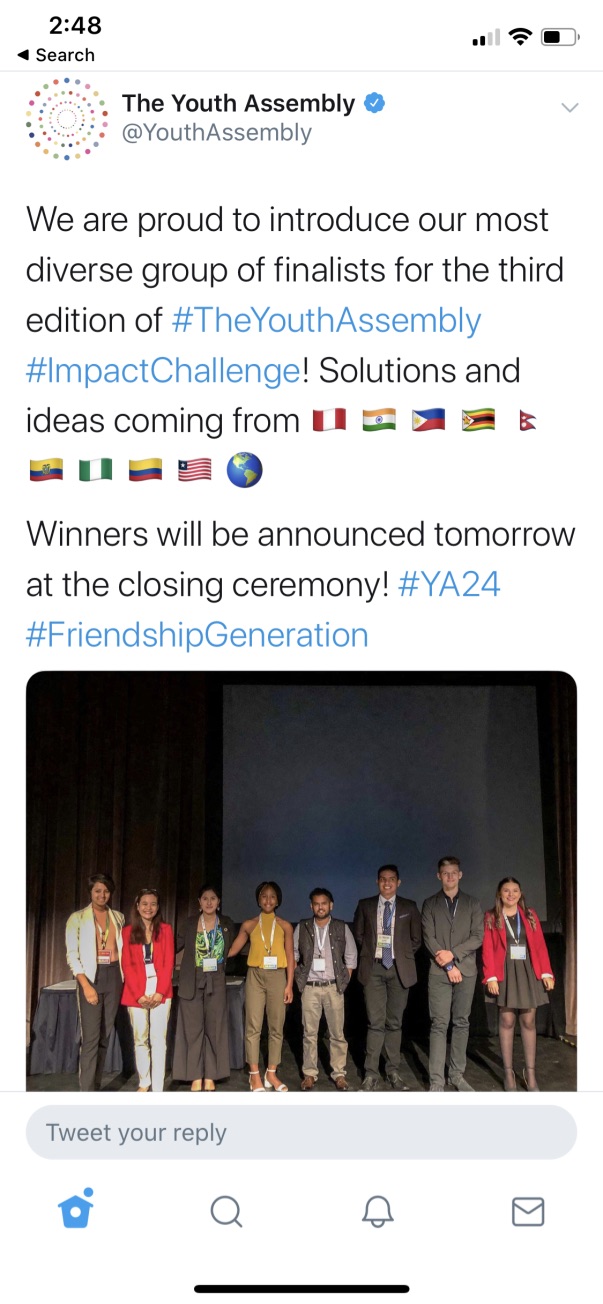 2:48
◀ Search
The Youth Assembly
@YouthAssembly
We are proud to introduce our most
diverse group of finalists for the third
edition of #TheYouthAssembly
#ImpactChallenge! Solutions and
ideas coming from 🇵🇪 🇮🇳 🇵🇭 🇿🇼 🇳🇵
🇪🇨 🇳🇬 🇨🇴 🇱🇷 🌎
Winners will be announced tomorrow
at the closing ceremony! #YA24
#FriendshipGeneration
Tweet your reply